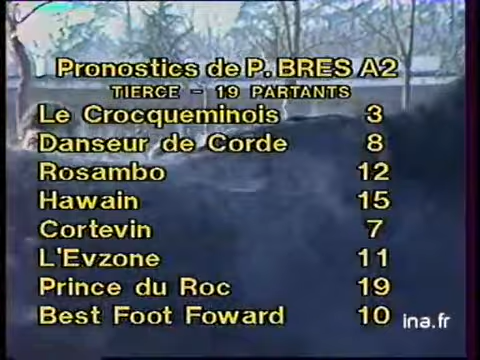 Pronostics de P. BRES A2
TIERCE - 19 PARTANTS
Le Crocqueminois 3
Danseur de Corde 8
Rosambo 12
Hawain 15
Cortevin 7
L'Evzone 11
Prince du Roc 19
Best Foot Foward 10
ina.fr